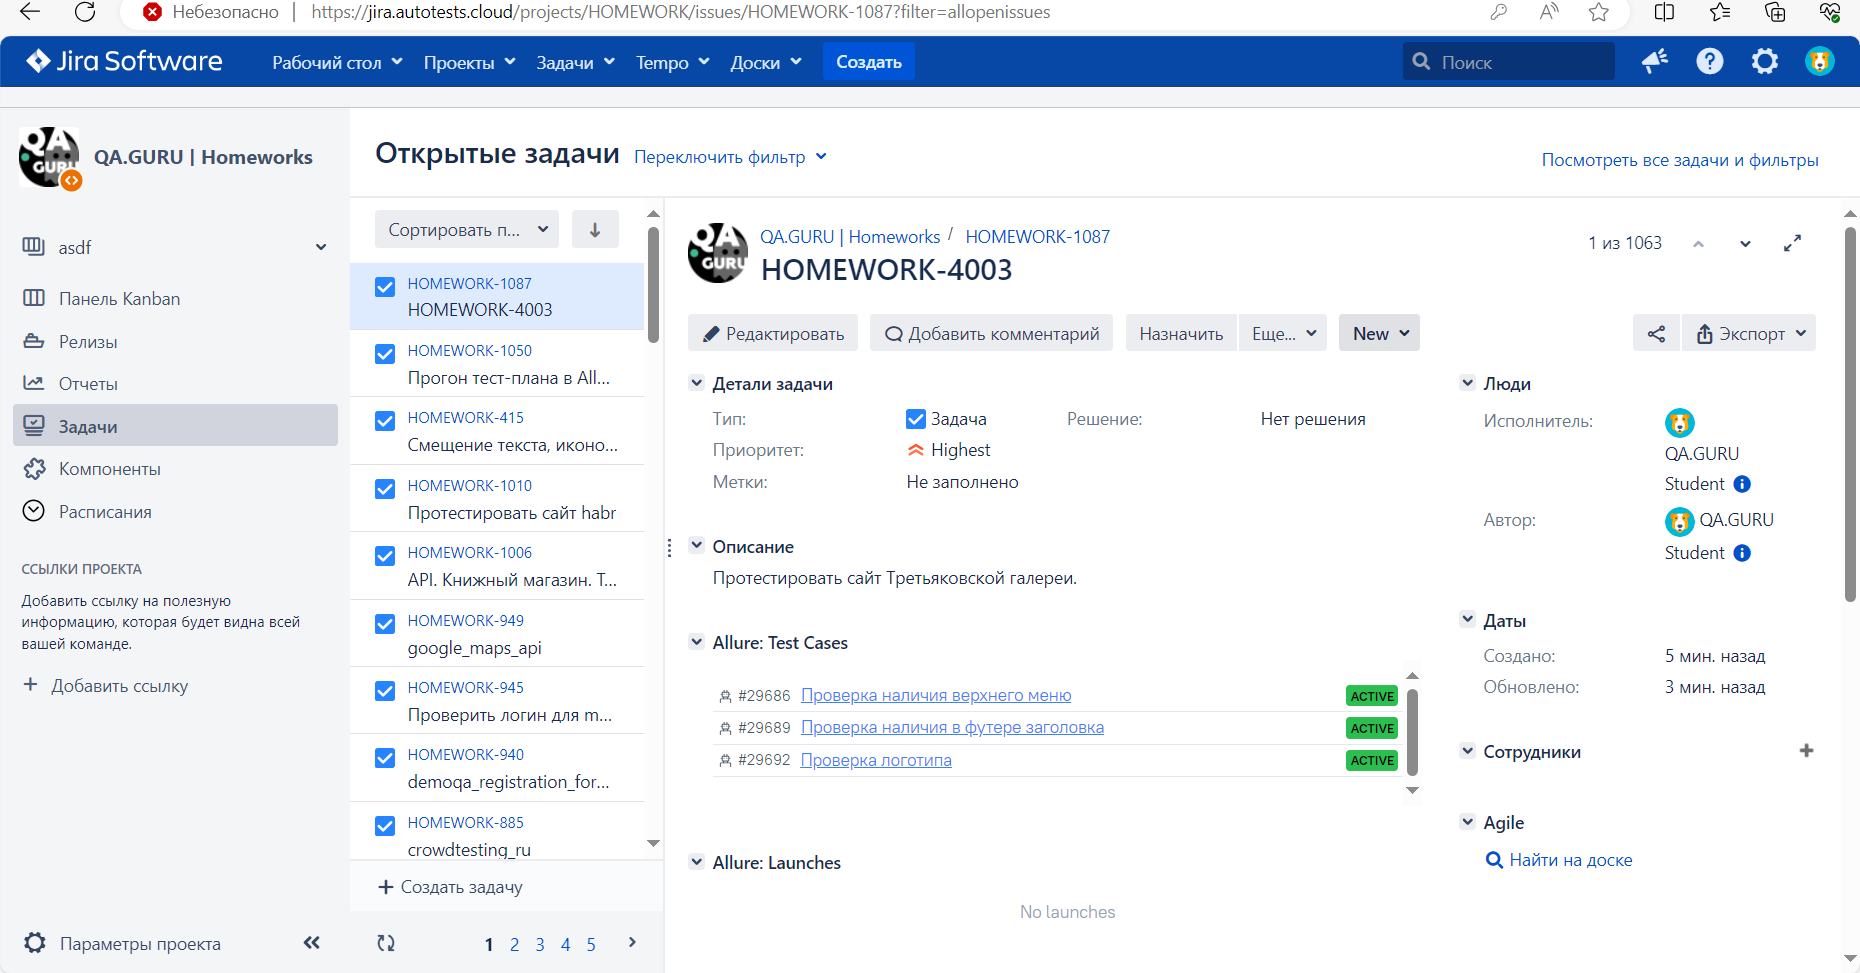 Небезопасно | https://jira.autotests.cloud/projects/HOMEWORK/issues/HOMEWORK-1087?filter=allopenissues
Jira Software Рабочий стол Проекты Задачи Tempo Доски Создать Поиск
QA GURU
QA.GURU | Homeworks
asdf
Панель Kanban
Релизы
Отчеты
Задачи
Компоненты
Расписания
ССЫЛКИ ПРОЕКТА
Добавить ссылку на полезную
информацию, которая будет видна всей
вашей команде.
+ Добавить ссылку
Параметры проекта
Открытые задачи Переключить фильтр
Посмотреть все задачи и фильтры
Сортировать п...
HOMEWORK-1087
HOMEWORK-4003
HOMEWORK-1050
Прогон тест-плана в All...
HOMEWORK-415
Смещение текста, иконо...
HOMEWORK-1010
Протестировать сайт habr
HOMEWORK-1006
API. Книжный магазин. Т...
HOMEWORK-949
google_maps_api
HOMEWORK-945
Проверить логин для m...
HOMEWORK-940
demoqa_registration_for...
HOMEWORK-885
crowdtesting_ru
+ Создать задачу
1 2 3 4 5
QA GURU
QA.GURU | Homeworks / HOMEWORK-1087
HOMEWORK-4003
1 из 1063
Редактировать Добавить комментарий Назначить Еще... New Экспорт
Детали задачи
Тип: Задача Решение: Нет решения
Приоритет: Highest
Метки: Не заполнено
Описание
Протестировать сайт Третьяковской галереи.
Allure: Test Cases
#29686 Проверка наличия верхнего меню ACTIVE
#29689 Проверка наличия в футере заголовка ACTIVE
#29692 Проверка логотипа ACTIVE
Allure: Launches
No launches
Люди
Исполнитель:
QA.GURU
Student
Автор: QA.GURU
Student
Даты
Создано: 5 мин. назад
Обновлено: 3 мин. назад
Сотрудники
Agile
Найти на доске